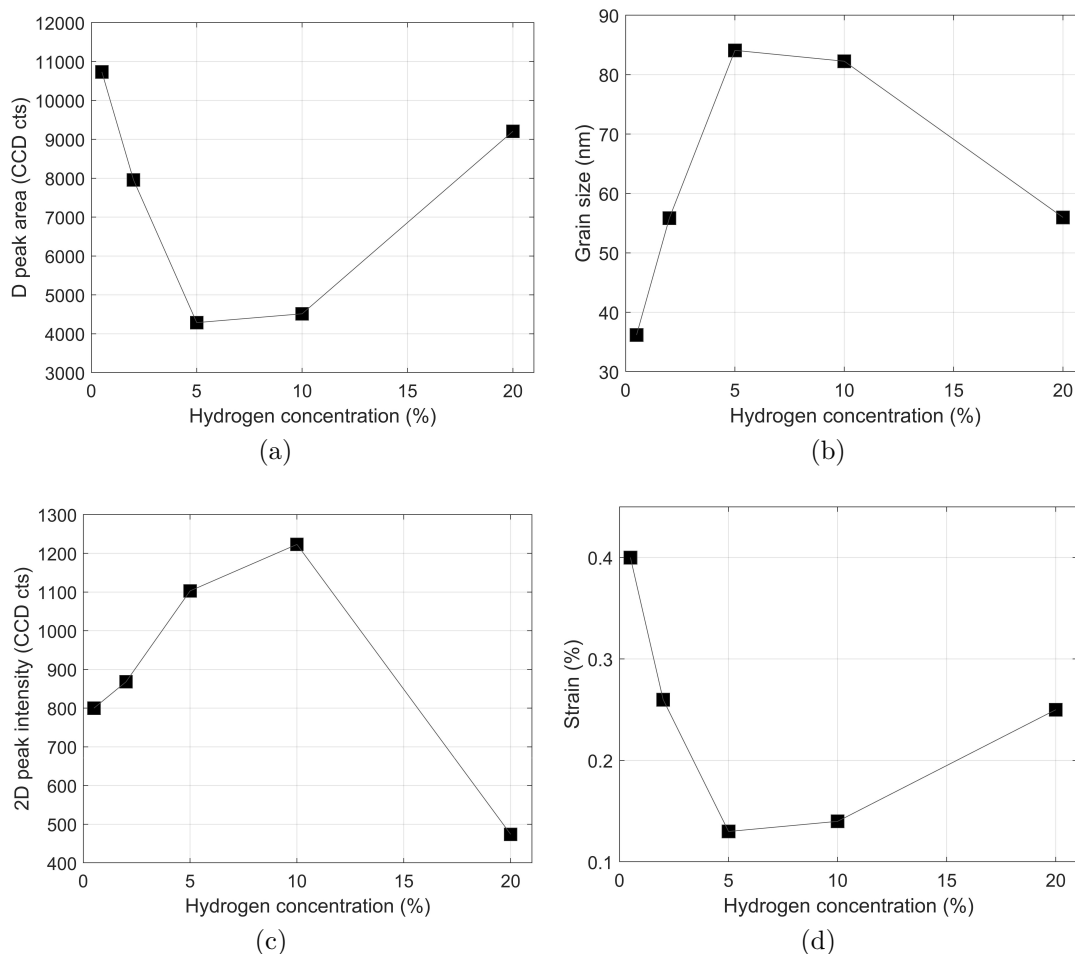 12000
11000
10000
9000
8000
7000
6000
5000
4000
3000
D peak area (CCD cts)
0 5 10 15 20
Hydrogen concentration (%)
(a)
90
80
70
60
50
40
30
Grain size (nm)
0 5 10 15 20
Hydrogen concentration (%)
(b)
1300
1200
1100
1000
900
800
700
600
500
400
2D peak intensity (CCD cts)
0 5 10 15 20
Hydrogen concentration (%)
(c)
0.4
0.3
0.2
0.1
Strain (%)
0 5 10 15 20
Hydrogen concentration (%)
(d)